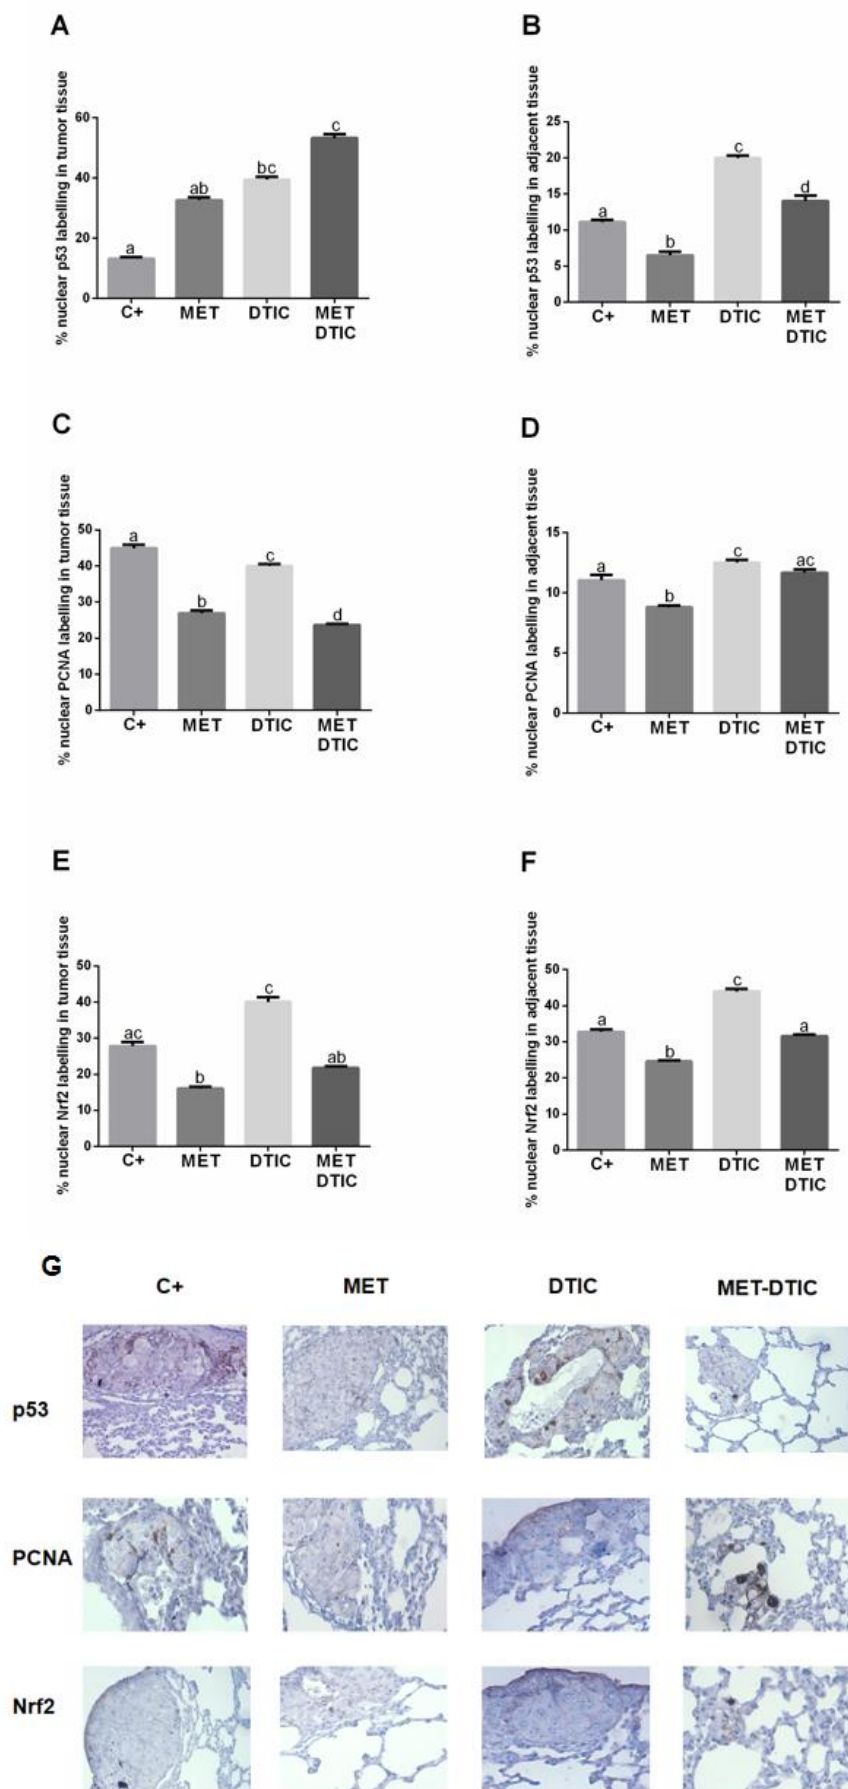 A
% nuclear p53 labelling in tumor tissue
60
40
20
0
a
ab
bc
c
C+ MET DTIC MET
DTIC
B
% nuclear p53 labelling in adjacent tissue
25
20
15
10
5
0
a
b
c
d
C+ MET DTIC MET
DTIC
C
% nuclear PCNA labelling in tumor tissue
50
40
30
20
10
0
a
b
c
d
C+ MET DTIC MET
DTIC
D
% nuclear PCNA labelling in adjacent tissue
15
10
5
0
a
b
c
ac
C+ MET DTIC MET
DTIC
E
% nuclear Nrf2 labelling in tumor tissue
50
40
30
20
10
0
ac
b
c
ab
C+ MET DTIC MET
DTIC
F
% nuclear Nrf2 labelling in adjacent tissue
50
40
30
20
10
0
a
b
c
a
C+ MET DTIC MET
DTIC
G
C+ MET DTIC MET-DTIC
p53
PCNA
Nrf2